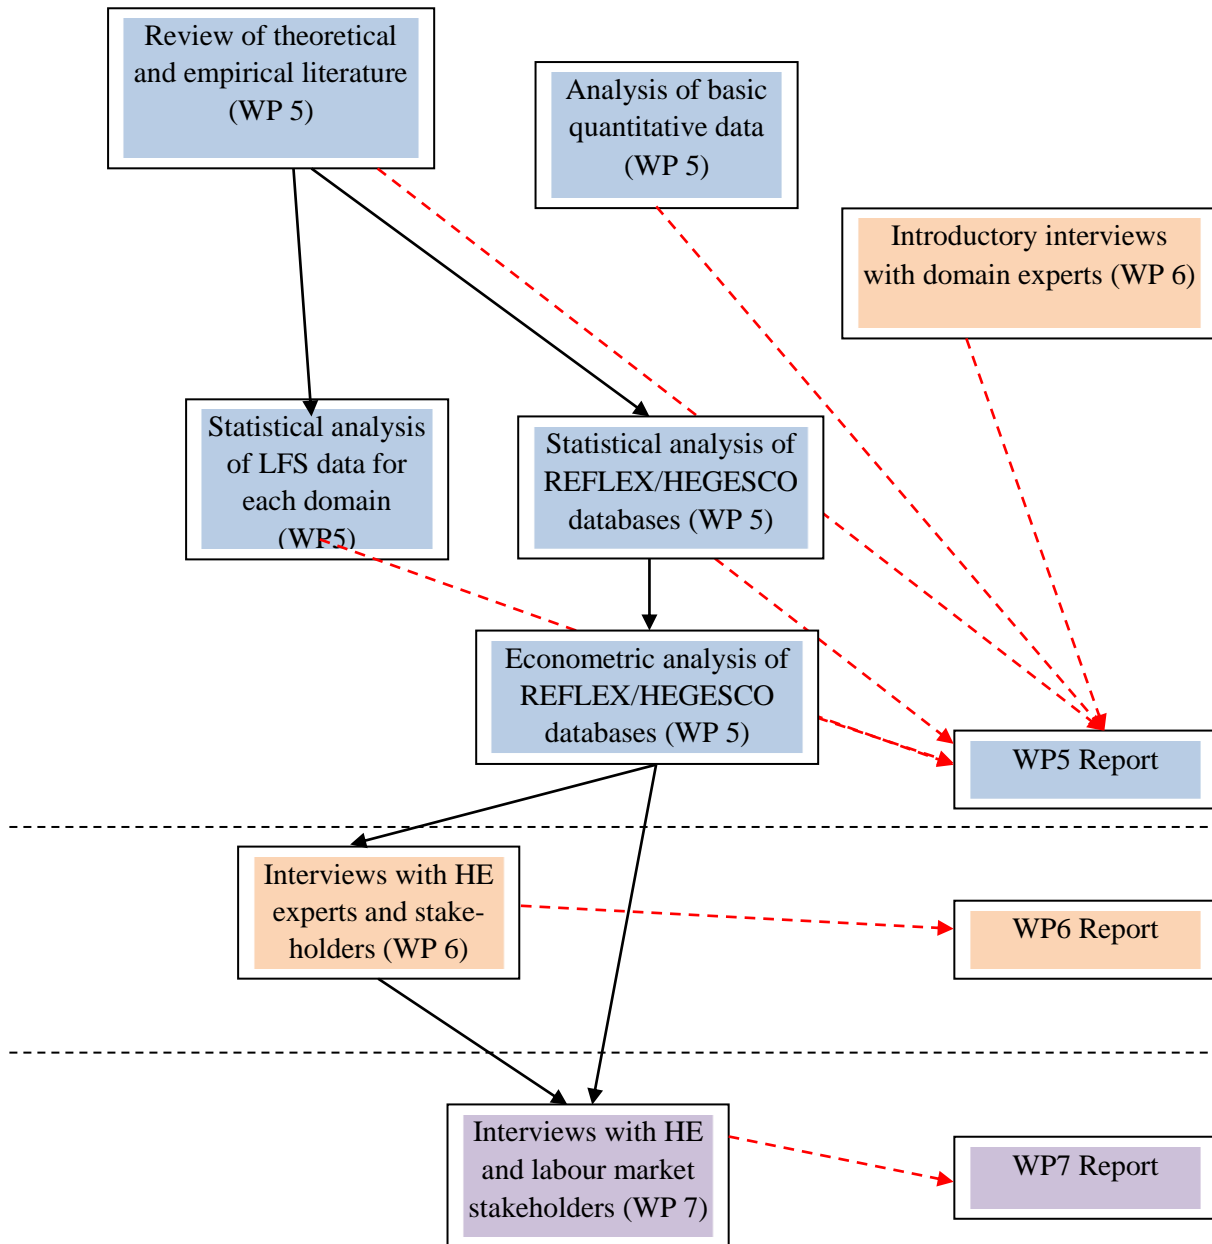 Review of theoretical
and empirical literature
(WP 5)
Analysis of basic
quantitative data
(WP 5)
Introductory interviews
with domain experts (WP 6)
Statistical analysis
of LFS data for
each domain
(WP5)
Statistical analysis of
REFLEX/HEGESCO
databases (WP 5)
Econometric analysis of
REFLEX/HEGESCO
databases (WP 5)
WP5 Report
Interviews with HE
experts and stake-
holders (WP 6)
WP6 Report
Interviews with HE
and labour market
stakeholders (WP 7)
WP7 Report